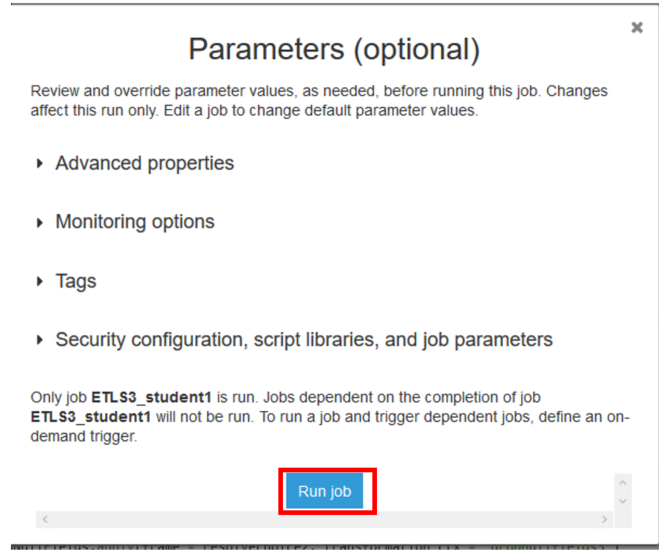 Parameters (optional)
Review and override parameter values, as needed, before running this job. Changes
affect this run only. Edit a job to change default parameter values.
Advanced properties
Monitoring options
Tags
Security configuration, script libraries, and job parameters
Only job ETLS3_student1 is run. Jobs dependent on the completion of job
ETLS3_student1 will not be run. To run a job and trigger dependent jobs, define an on-
demand trigger.
Run job